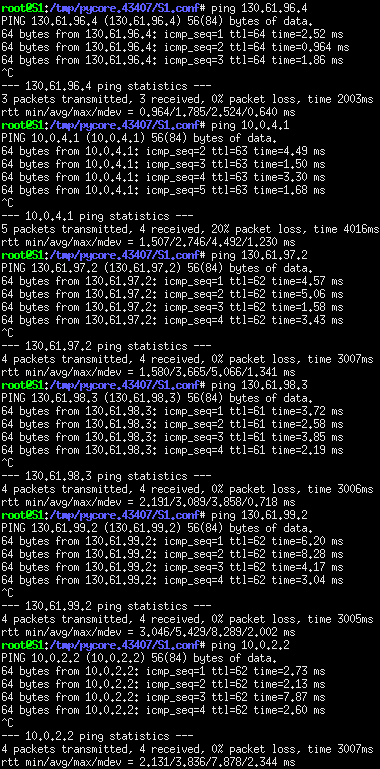 root@S1:/tmp/pycore.43407/S1.conf# ping 130.61.96.4
PING 130.61.96.4 (130.61.96.4) 56(84) bytes of data.
64 bytes from 130.61.96.4: icmp_seq=1 ttl=64 time=2.52 ms
64 bytes from 130.61.96.4: icmp_seq=2 ttl=64 time=0.964 ms
64 bytes from 130.61.96.4: icmp_seq=3 ttl=64 time=1.86 ms
^C
--- 130.61.96.4 ping statistics ---
3 packets transmitted, 3 received, 0% packet loss, time 2003ms
rtt min/avg/max/mdev = 0.964/1.785/2.524/0.640 ms
root@S1:/tmp/pycore.43407/S1.conf# ping 10.0.4.1
PING 10.0.4.1 (10.0.4.1) 56(84) bytes of data.
64 bytes from 10.0.4.1: icmp_seq=2 ttl=63 time=4.49 ms
64 bytes from 10.0.4.1: icmp_seq=3 ttl=63 time=1.50 ms
64 bytes from 10.0.4.1: icmp_seq=4 ttl=63 time=3.30 ms
64 bytes from 10.0.4.1: icmp_seq=5 ttl=63 time=1.68 ms
^C
--- 10.0.4.1 ping statistics ---
5 packets transmitted, 4 received, 20% packet loss, time 4016ms
rtt min/avg/max/mdev = 1.507/2.746/4.492/1.230 ms
root@S1:/tmp/pycore.43407/S1.conf# ping 130.61.97.2
PING 130.61.97.2 (130.61.97.2) 56(84) bytes of data.
64 bytes from 130.61.97.2: icmp_seq=1 ttl=62 time=4.57 ms
64 bytes from 130.61.97.2: icmp_seq=2 ttl=62 time=5.06 ms
64 bytes from 130.61.97.2: icmp_seq=3 ttl=62 time=1.58 ms
64 bytes from 130.61.97.2: icmp_seq=4 ttl=62 time=3.43 ms
^C
--- 130.61.97.2 ping statistics ---
4 packets transmitted, 4 received, 0% packet loss, time 3007ms
rtt min/avg/max/mdev = 1.580/3.665/5.066/1.341 ms
root@S1:/tmp/pycore.43407/S1.conf# ping 130.61.98.3
PING 130.61.98.3 (130.61.98.3) 56(84) bytes of data.
64 bytes from 130.61.98.3: icmp_seq=1 ttl=61 time=3.72 ms
64 bytes from 130.61.98.3: icmp_seq=2 ttl=61 time=2.58 ms
64 bytes from 130.61.98.3: icmp_seq=3 ttl=61 time=3.85 ms
64 bytes from 130.61.98.3: icmp_seq=4 ttl=61 time=2.19 ms
^C
--- 130.61.98.3 ping statistics ---
4 packets transmitted, 4 received, 0% packet loss, time 3006ms
rtt min/avg/max/mdev = 2.191/3.089/3.858/0.718 ms
root@S1:/tmp/pycore.43407/S1.conf# ping 130.61.99.2
PING 130.61.99.2 (130.61.99.2) 56(84) bytes of data.
64 bytes from 130.61.99.2: icmp_seq=1 ttl=62 time=6.20 ms
64 bytes from 130.61.99.2: icmp_seq=2 ttl=62 time=8.28 ms
64 bytes from 130.61.99.2: icmp_seq=3 ttl=62 time=4.17 ms
64 bytes from 130.61.99.2: icmp_seq=4 ttl=62 time=3.04 ms
^C
--- 130.61.99.2 ping statistics ---
4 packets transmitted, 4 received, 0% packet loss, time 3005ms
rtt min/avg/max/mdev = 3.046/5.429/8.289/2.002 ms
root@S1:/tmp/pycore.43407/S1.conf# ping 10.0.2.2
PING 10.0.2.2 (10.0.2.2) 56(84) bytes of data.
64 bytes from 10.0.2.2: icmp_seq=1 ttl=62 time=2.73 ms
64 bytes from 10.0.2.2: icmp_seq=2 ttl=62 time=2.13 ms
64 bytes from 10.0.2.2: icmp_seq=3 ttl=62 time=7.87 ms
64 bytes from 10.0.2.2: icmp_seq=4 ttl=62 time=2.60 ms
^C
--- 10.0.2.2 ping statistics ---
4 packets transmitted, 4 received, 0% packet loss, time 3007ms
rtt min/avg/max/mdev = 2.131/3.836/7.878/2.344 ms